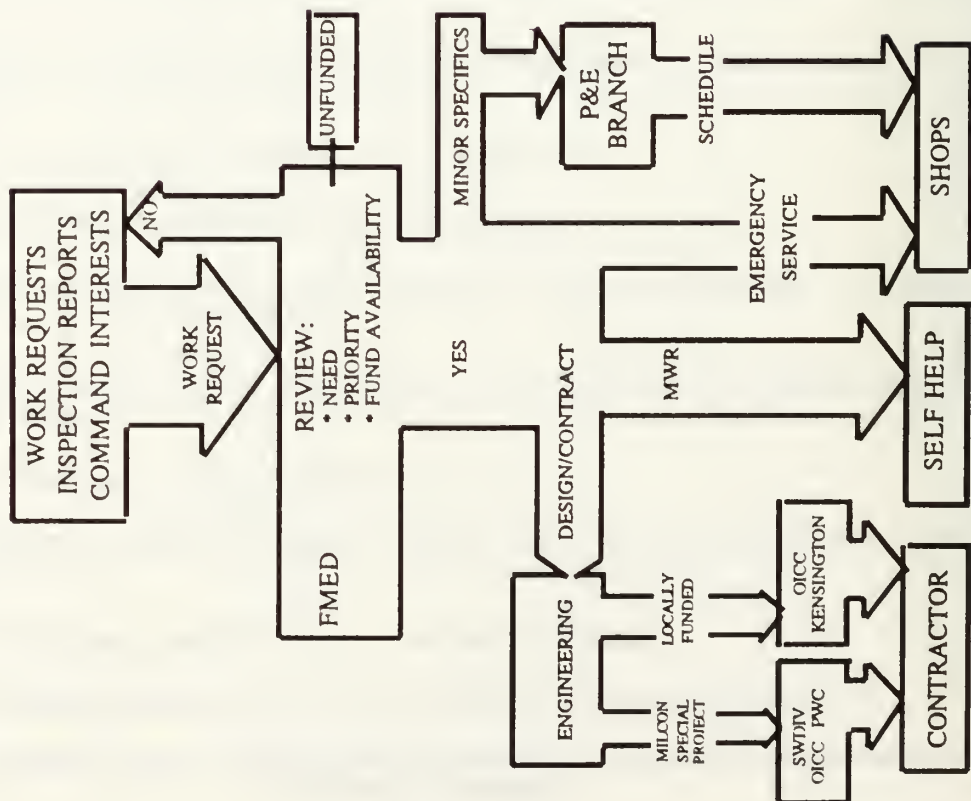 WORK REQUESTS
INSPECTION REPORTS
COMMAND INTERESTS
NO
WORK
REQUEST
UNFUNDED
FMED
REVIEW:
* NEED
* PRIORITY
* FUND AVAILABILITY
YES
MINOR SPECIFICS
P&E
BRANCH
SCHEDULE
DESIGN/CONTRACT
ENGINEERING
MWR
EMERGENCY
SERVICE
MILCON
SPECIAL
PROJECT
LOCALLY
FUNDED
SWDIV
OICC PWC
OICC
KENSINGTON
CONTRACTOR
SELF HELP
SHOPS